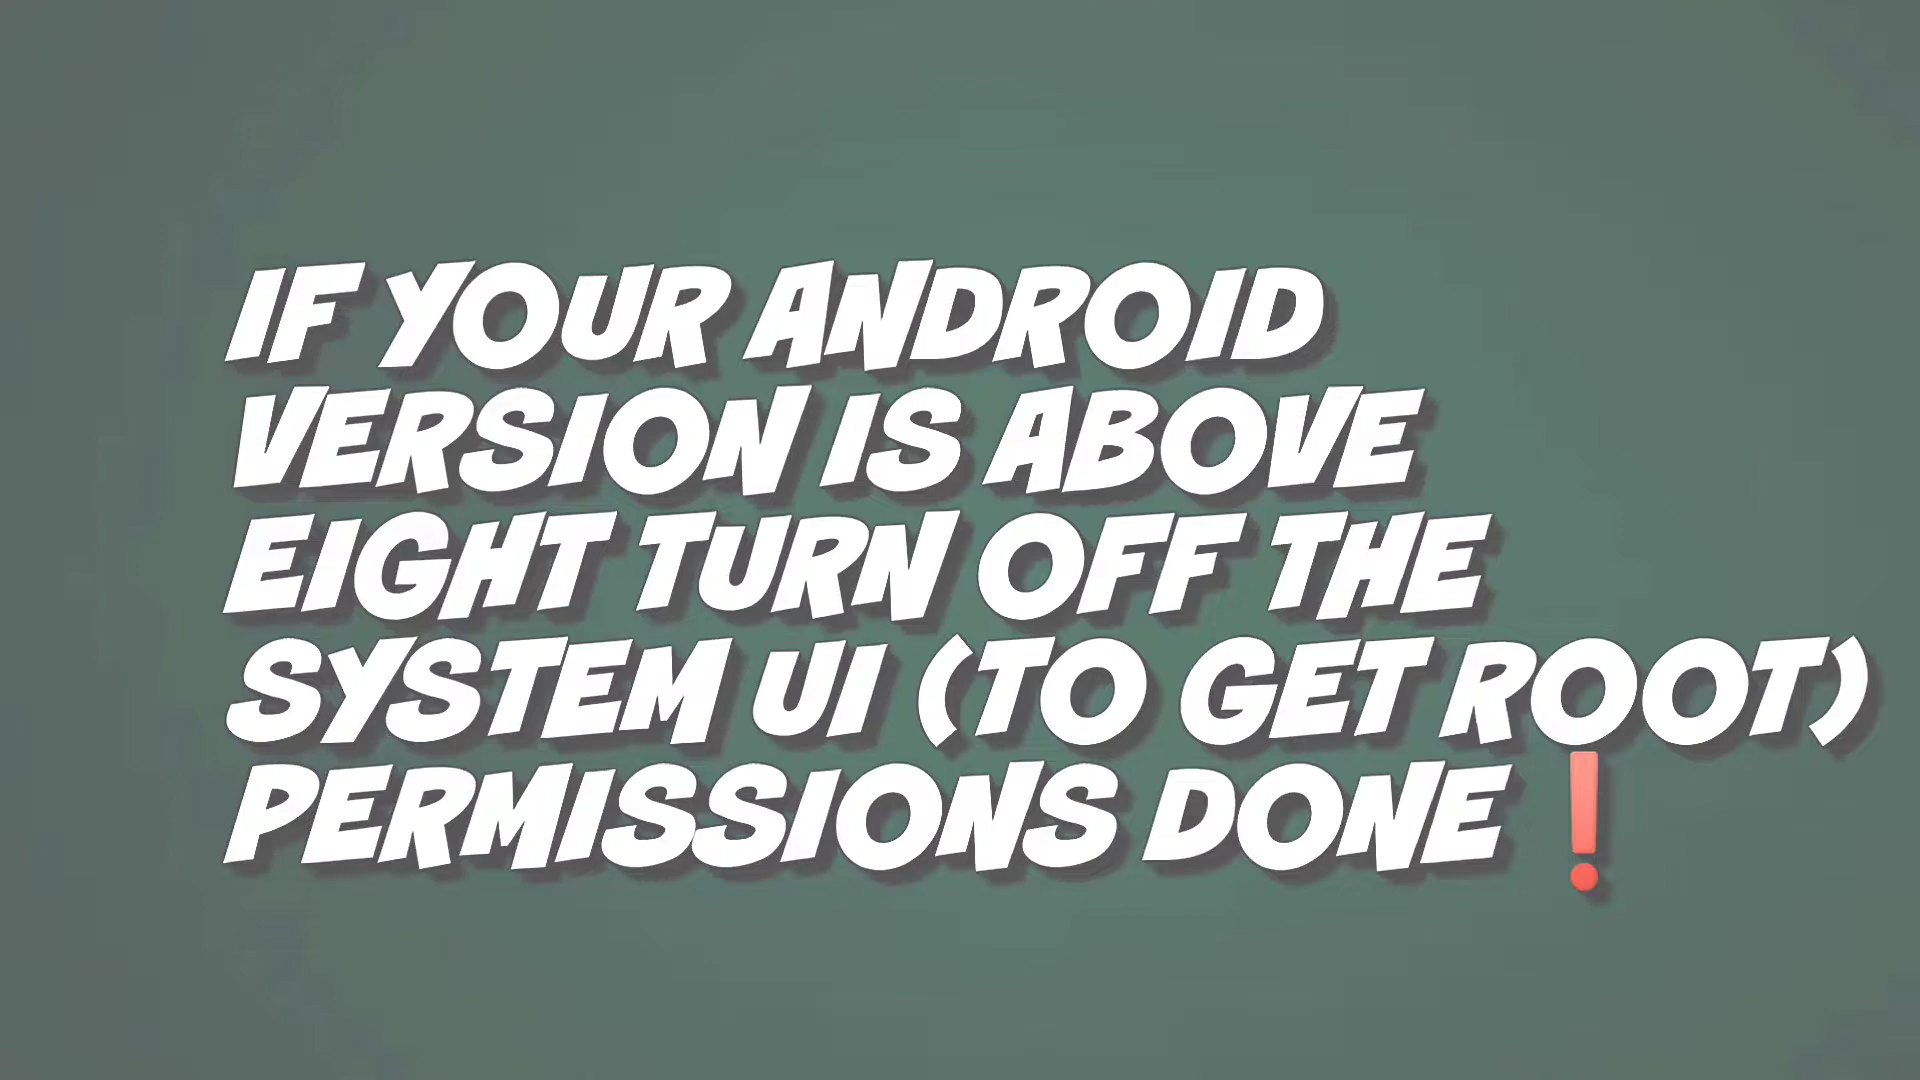 IF YOUR ANDROID
VERSION IS ABOVE
EIGHT TURN OFF THE
SYSTEM UI (TO GET ROOT)
PERMISSIONS DONE❗